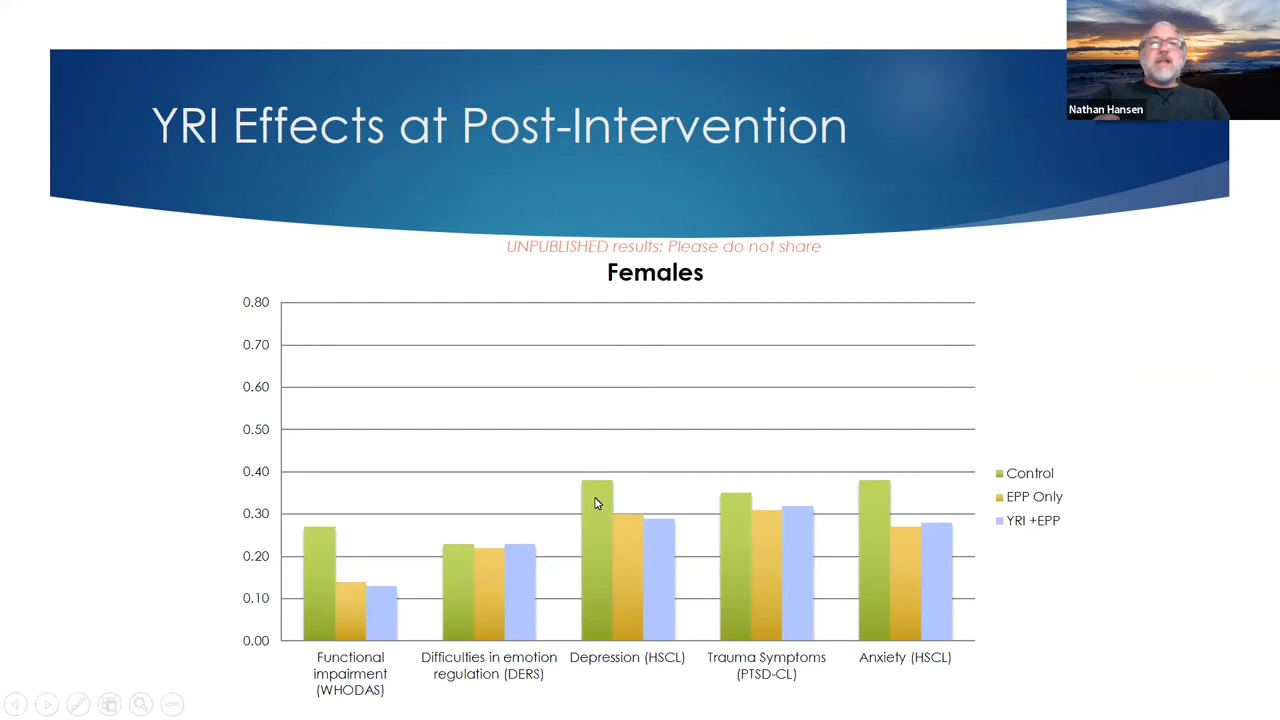 Nathan Hansen
YRI Effects at Post-Intervention
UNPUBLISHED results: Please do not share
Females
0.80
0.70
0.60
0.50
0.40
0.30
0.20
0.10
0.00
Control
EPP Only
YRI +EPP
Functional
impairment
(WHODAS)
Difficulties in emotion
regulation (DERS)
Depression (HSCL)
Trauma Symptoms
(PTSD-CL)
Anxiety (HSCL)